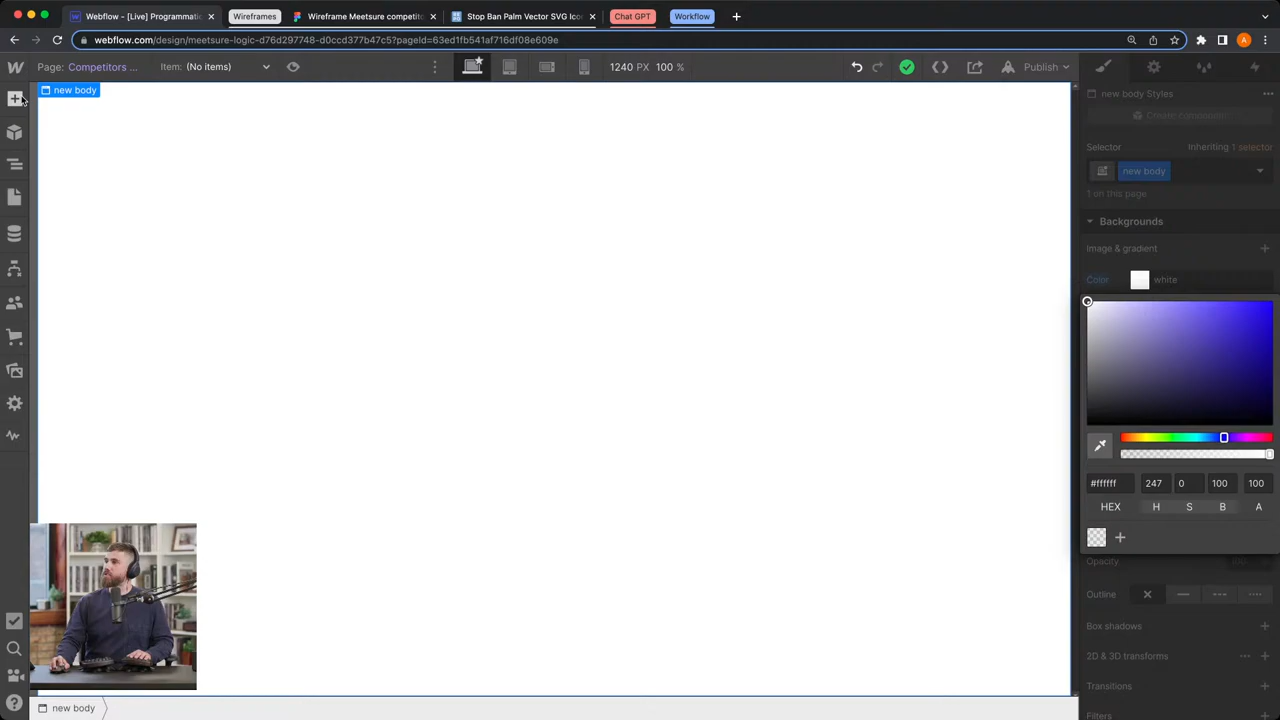 Webflow - [Live] Programmatic
Wireframes
Wireframe Meetsure competito
Stop Ban Palm Vector SVG Icon
Chat GPT
Workflow
webflow.com/design/meetsure-logic-d76d297748-d0ccd377b47c5?pageId=63ed1fb541af716df08e609e
A
Page: Competitors ...
Item: (No items)
1240 PX 100 %
Publish
new body
new body Styles
Create component
Selector
Inheriting 1 selector
new body
1 on this page
Backgrounds
Image & gradient
Color
white
#ffffff
247
0
100
100
HEX
H
S
B
A
Opacity
Outline
Box shadows
2D & 3D transforms
Transitions
Filters
new body